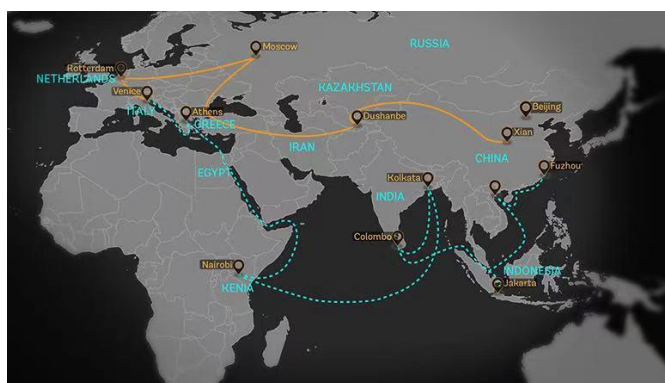 Moscow
RUSSIA
Rotterdam
NETHERLANDS
KAZAKHSTAN
Venice
ITALY
Athens
GREECE
Dushanbe
Beijing
Xian
IRAN
CHINA
EGYPT
Kolkata
Fuzhou
INDIA
Colombo
Nairobi
KENIA
INDONESIA
Jakarta